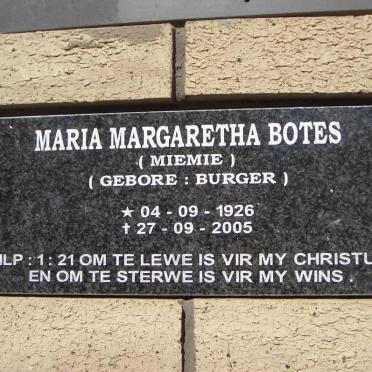 MARIA MARGARETHA BOTES
( MIEMIE )
( GEBORE : BURGER )
★ 04 - 09 - 1926
✝ 27 - 09 - 2005
ILP : 1 : 21 OM TE LEWE IS VIR MY CHRISTU
EN OM TE STERWE IS VIR MY WINS